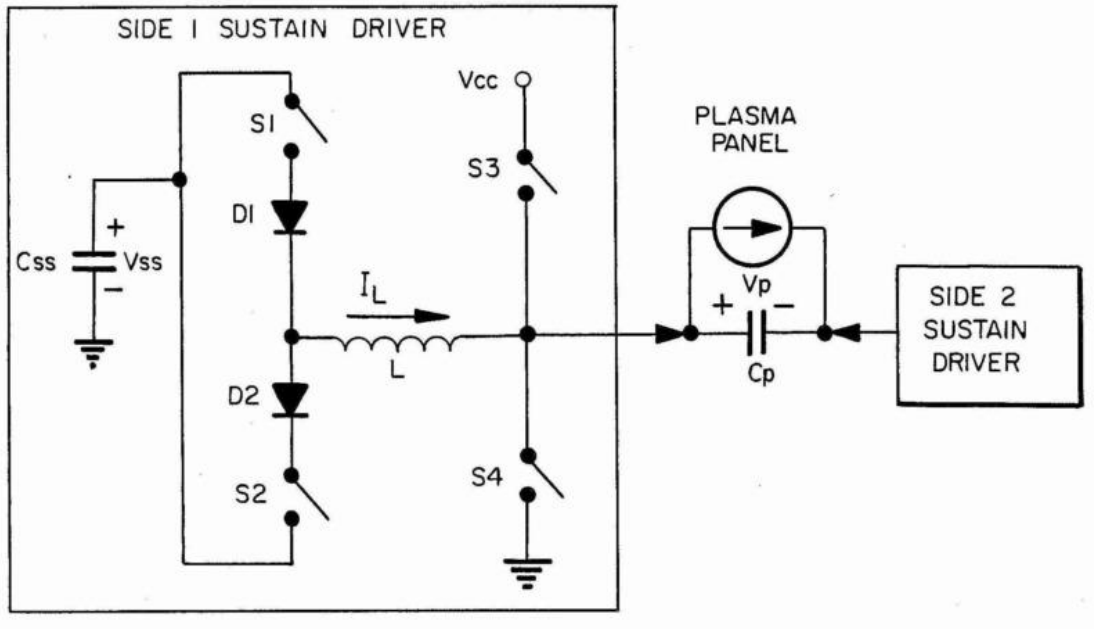 SIDE 1 SUSTAIN DRIVER
Vcc
S1
S3
PLASMA
PANEL
D1
+
Css
Vss
-
IL
L
Vp
+
-
Cp
SIDE 2
SUSTAIN
DRIVER
D2
S2
S4